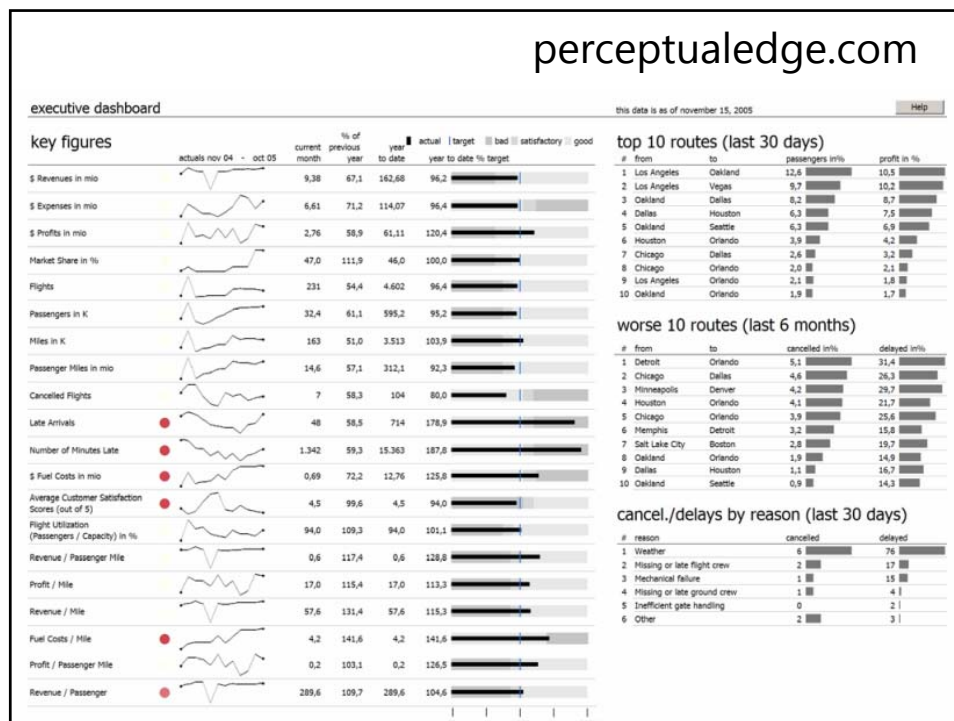 perceptualedge.com
executive dashboard
this data is as of november 15, 2005
Help
key figures
actuals nov 04 - oct 05
current month
% of previous year
year to date
actual target bad satisfactory good
year to date % target
$ Revenues in mio 9,38 67,1 162,68 96,2
$ Expenses in mio 6,61 71,2 114,07 96,4
$ Profits in mio 2,76 58,9 61,11 120,4
Market Share in % 47,0 111,9 46,0 100,0
Flights 231 54,4 4.602 96,4
Passengers in K 32,4 61,1 595,2 95,2
Miles in K 163 51,0 3.513 103,9
Passenger Miles in mio 14,6 57,1 312,1 92,3
Cancelled Flights 7 58,3 104 80,0
Late Arrivals 48 58,5 714 178,9
Number of Minutes Late 1.342 59,3 15.363 187,8
$ Fuel Costs in mio 0,69 72,2 12,76 125,8
Average Customer Satisfaction
Scores (out of 5) 4,5 99,6 4,5 94,0
Flight Utilization
(Passengers / Capacity) in % 94,0 109,3 94,0 101,1
Revenue / Passenger Mile 0,6 117,4 0,6 128,8
Profit / Mile 17,0 115,4 17,0 113,3
Revenue / Mile 57,6 131,4 57,6 115,3
Fuel Costs / Mile 4,2 141,6 4,2 141,6
Profit / Passenger Mile 0,2 103,1 0,2 126,5
Revenue / Passenger 289,6 109,7 289,6 104,6
top 10 routes (last 30 days)
# from to passengers in% profit in %
1 Los Angeles Oakland 12,6 10,5
2 Los Angeles Vegas 9,7 10,2
3 Oakland Dallas 8,2 8,7
4 Dallas Houston 6,3 7,5
5 Oakland Seattle 6,3 6,9
6 Houston Orlando 3,9 4,2
7 Chicago Dallas 2,6 3,2
8 Chicago Orlando 2,0 2,1
9 Los Angeles Orlando 2,1 1,8
10 Oakland Orlando 1,9 1,7
worse 10 routes (last 6 months)
# from to cancelled in% delayed in%
1 Detroit Orlando 5,1 31,4
2 Chicago Dallas 4,6 26,3
3 Minneapolis Denver 4,2 29,7
4 Houston Orlando 4,1 21,7
5 Chicago Orlando 3,9 25,6
6 Memphis Detroit 3,2 15,8
7 Salt Lake City Boston 2,8 19,7
8 Oakland Orlando 1,9 14,9
9 Dallas Houston 1,1 16,7
10 Oakland Seattle 0,9 14,3
cancel./delays by reason (last 30 days)
# reason cancelled delayed
1 Weather 6 76
2 Missing or late flight crew 2 17
3 Mechanical failure 1 15
4 Missing or late ground crew 1 4
5 Inefficient gate handling 0 2
6 Other 2 3